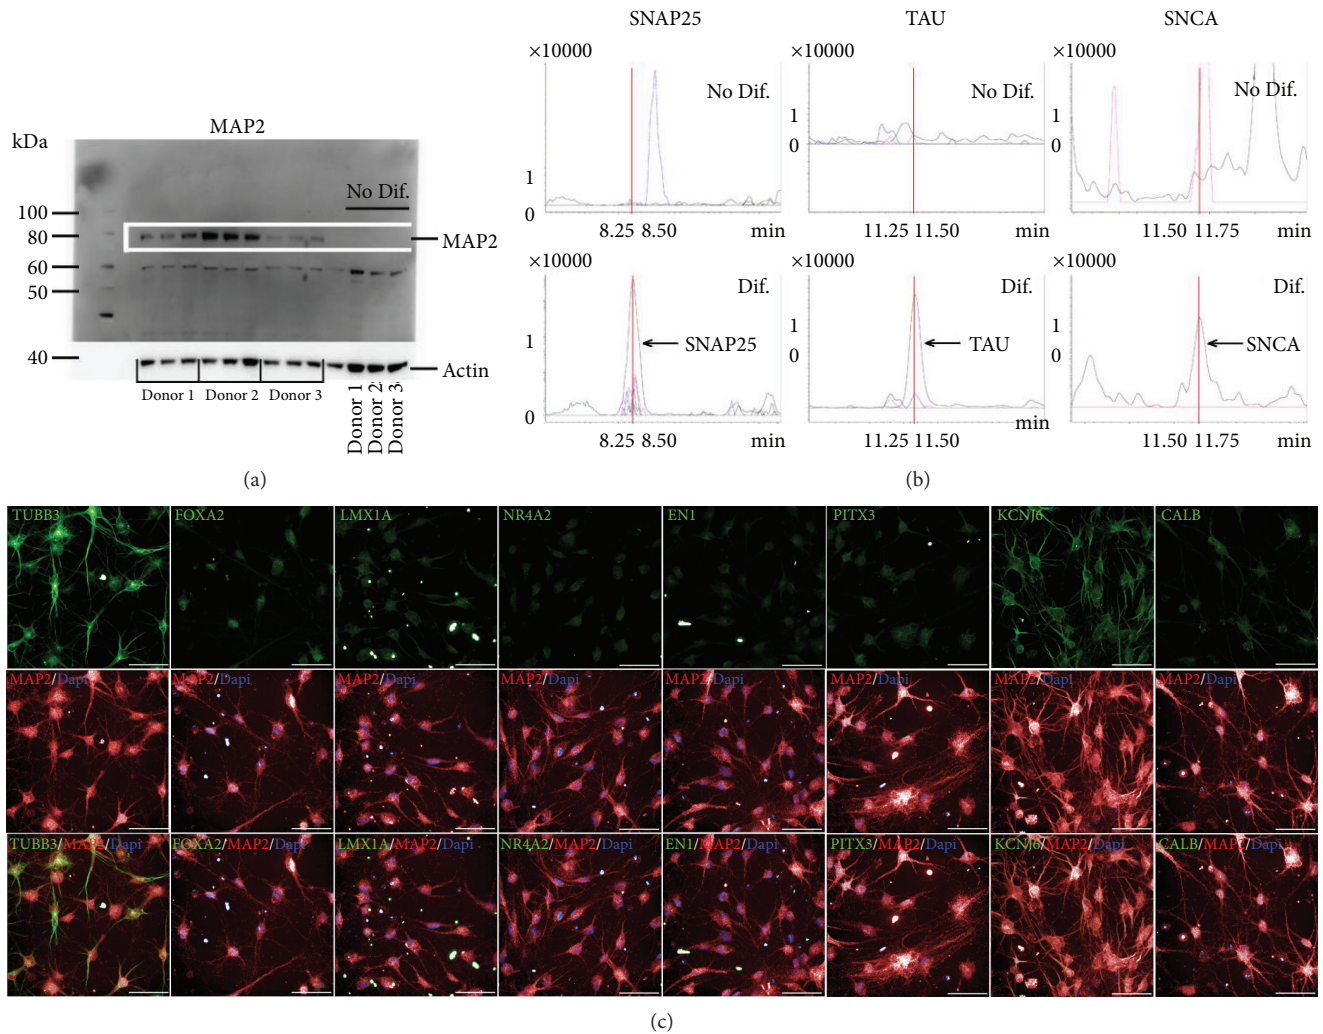 MAP2
kDa
No Dif.
100
80
MAP2
60
50
40
Actin
Donor 1 Donor 2 Donor 3
Donor 1
Donor 2
Donor 3
(a)
SNAP25 TAU SNCA
×10000 ×10000 ×10000
No Dif. No Dif. No Dif.
1 1 1
0 0 0
8.25 8.50 min 11.25 11.50 min 11.50 11.75 min
×10000 ×10000 ×10000
Dif. Dif. Dif.
1 1 1
0 0 0
SNAP25 TAU SNCA
8.25 8.50 min 11.25 11.50 min 11.50 11.75 min
(b)
TUBB3 FOXA2 LMX1A NR4A2 EN1 PITX3 KCNJ6 CALB
MAP2/Dapi MAP2/Dapi MAP2/Dapi MAP2/Dapi MAP2/Dapi MAP2/Dapi MAP2/Dapi MAP2/Dapi
TUBB3/MAP2/Dapi FOXA2/MAP2/Dapi LMX1A/MAP2/Dapi NR4A2/MAP2/Dapi EN1/MAP2/Dapi PITX3/MAP2/Dapi KCNJ6/MAP2/Dapi CALB/MAP2/Dapi
(c)